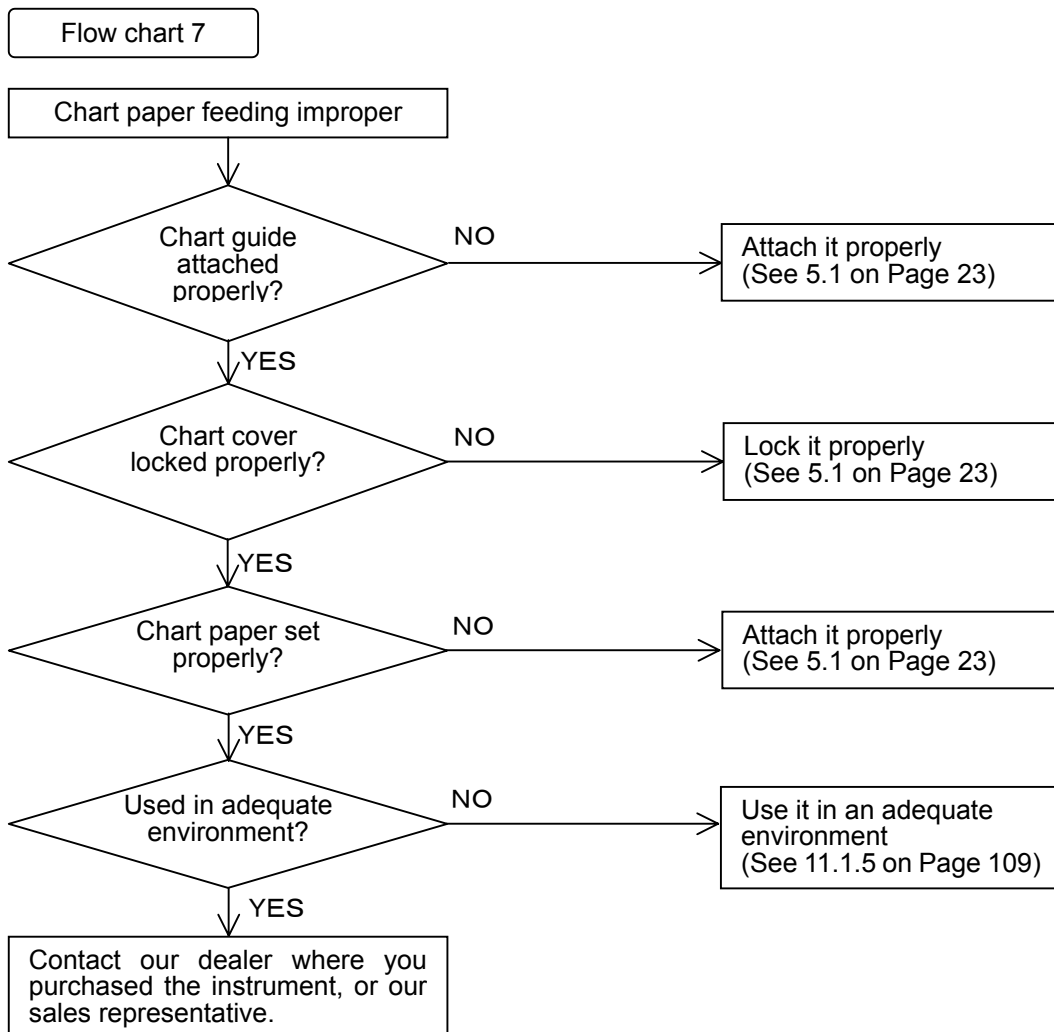 Flow chart 7
Chart paper feeding improper
Chart guide
attached
properly?
NO
Attach it properly
(See 5.1 on Page 23)
YES
Chart cover
locked properly?
NO
Lock it properly
(See 5.1 on Page 23)
YES
Chart paper set
properly?
NO
Attach it properly
(See 5.1 on Page 23)
YES
Used in adequate
environment?
NO
Use it in an adequate
environment
(See 11.1.5 on Page 109)
YES
Contact our dealer where you
purchased the instrument, or our
sales representative.